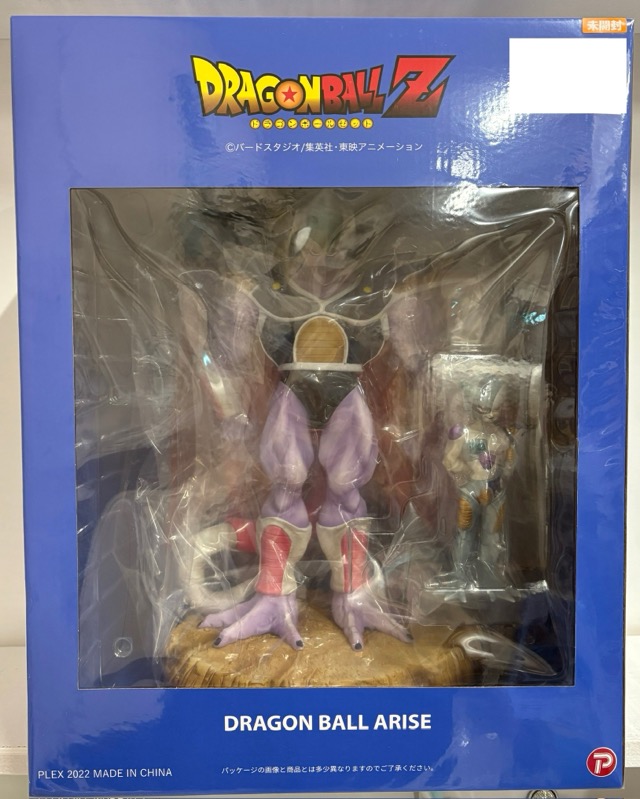 未開封
DRAGON BALL Z
ドラゴンボールゼット
©バードスタジオ/集英社・東映アニメーション
DRAGON BALL ARISE
PLEX 2022 MADE IN CHINA
パッケージの画像と商品とは多少異なりますのでご了承ください。
P